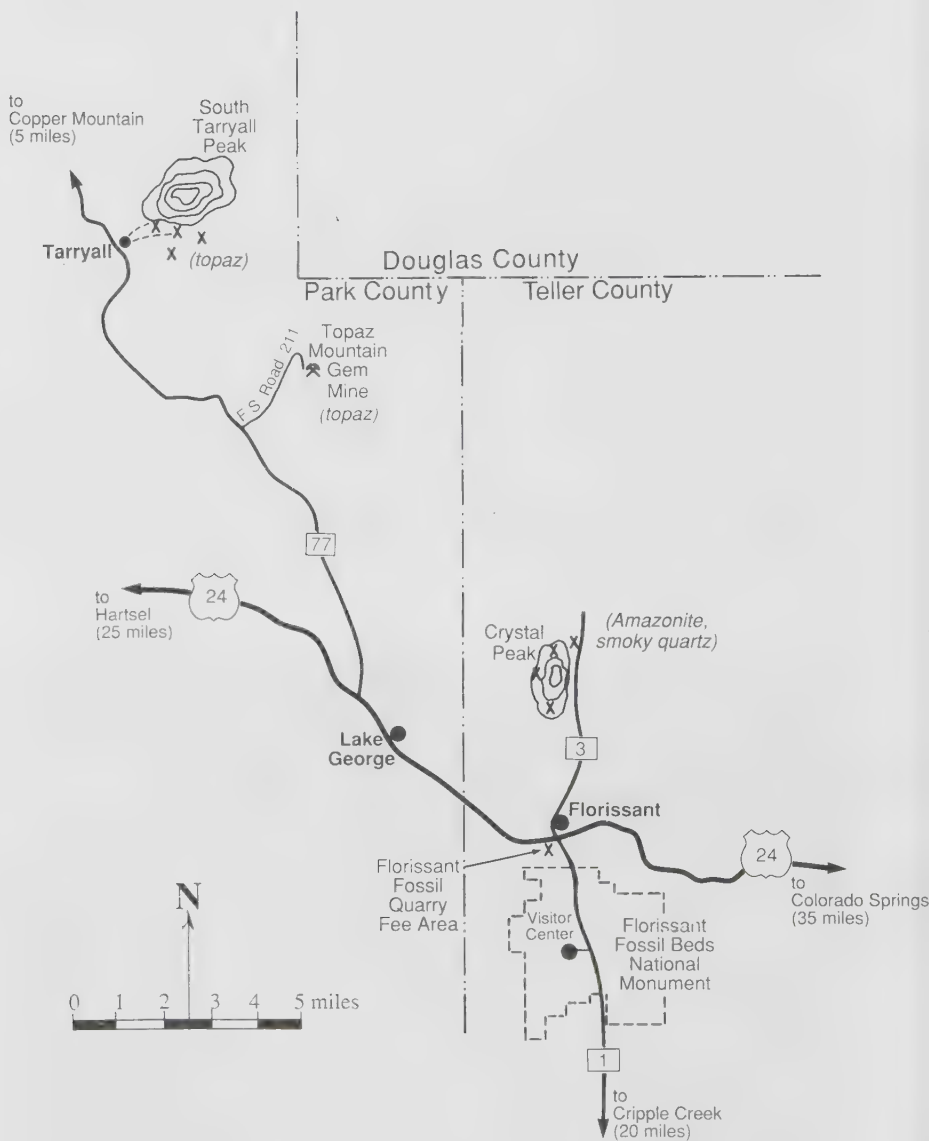 to
Copper Mountain
(5 miles)
South
Tarryall
Peak
Tarryall
(topaz)
Douglas County
Park County
Teller County
F.S. Road 211
Topaz
Mountain
Gem
Mine
(topaz)
77
to
Hartsel
(25 miles)
24
Crystal
Peak
(Amazonite,
smoky quartz)
Lake
George
3
Florissant
24
to
Colorado Springs
(35 miles)
Florissant
Fossil
Quarry
Fee Area
Visitor
Center
Florissant
Fossil Beds
National
Monument
N
0 1 2 3 4 5 miles
1
to
Cripple Creek
(20 miles)